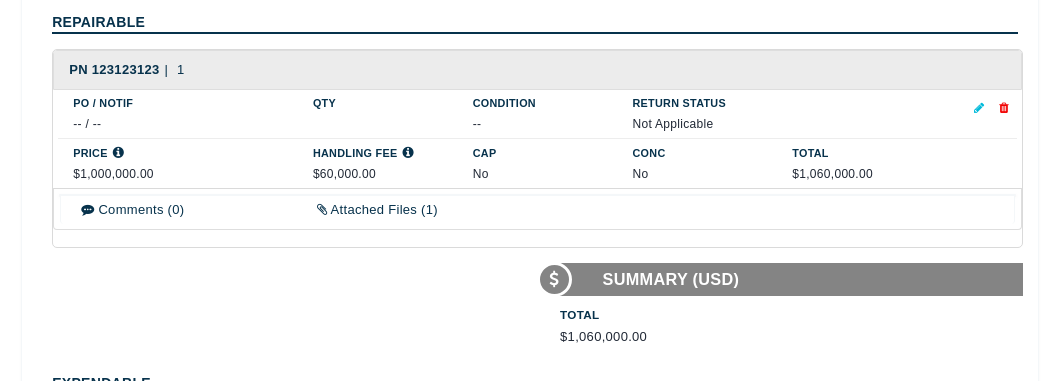 REPAIRABLE
PN 123123123 | 1
PO / NOTIF QTY CONDITION RETURN STATUS
-- / -- -- Not Applicable
PRICE HANDLING FEE CAP CONC TOTAL
$1,000,000.00 $60,000.00 No No $1,060,000.00
Comments (0) Attached Files (1)
$ SUMMARY (USD)
TOTAL
$1,060,000.00
EXPENDABLE